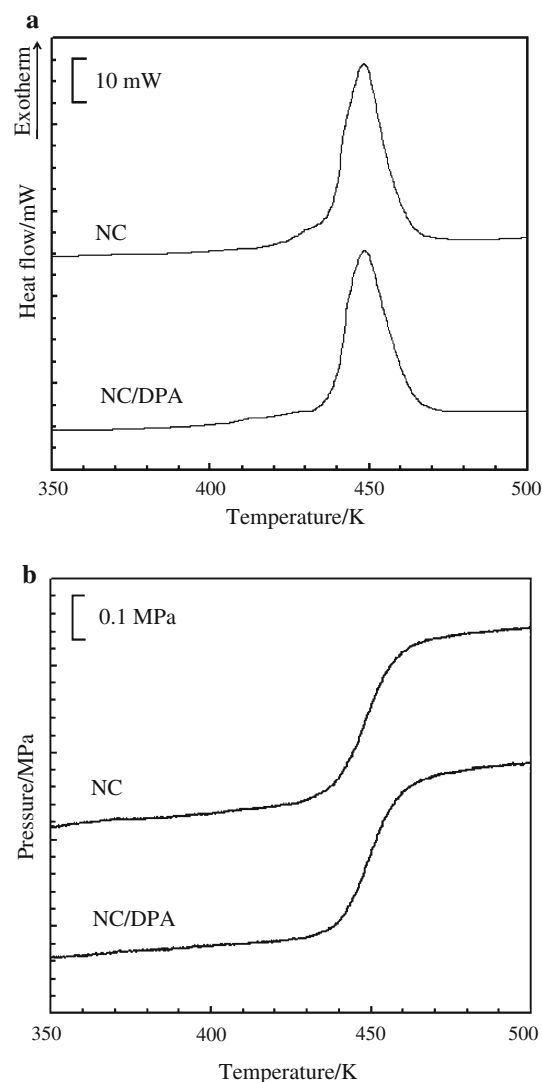 a
Exotherm
Heat flow/mW
10 mW
NC
NC/DPA
350 400 450 500
Temperature/K
b
Pressure/MPa
0.1 MPa
NC
NC/DPA
350 400 450 500
Temperature/K